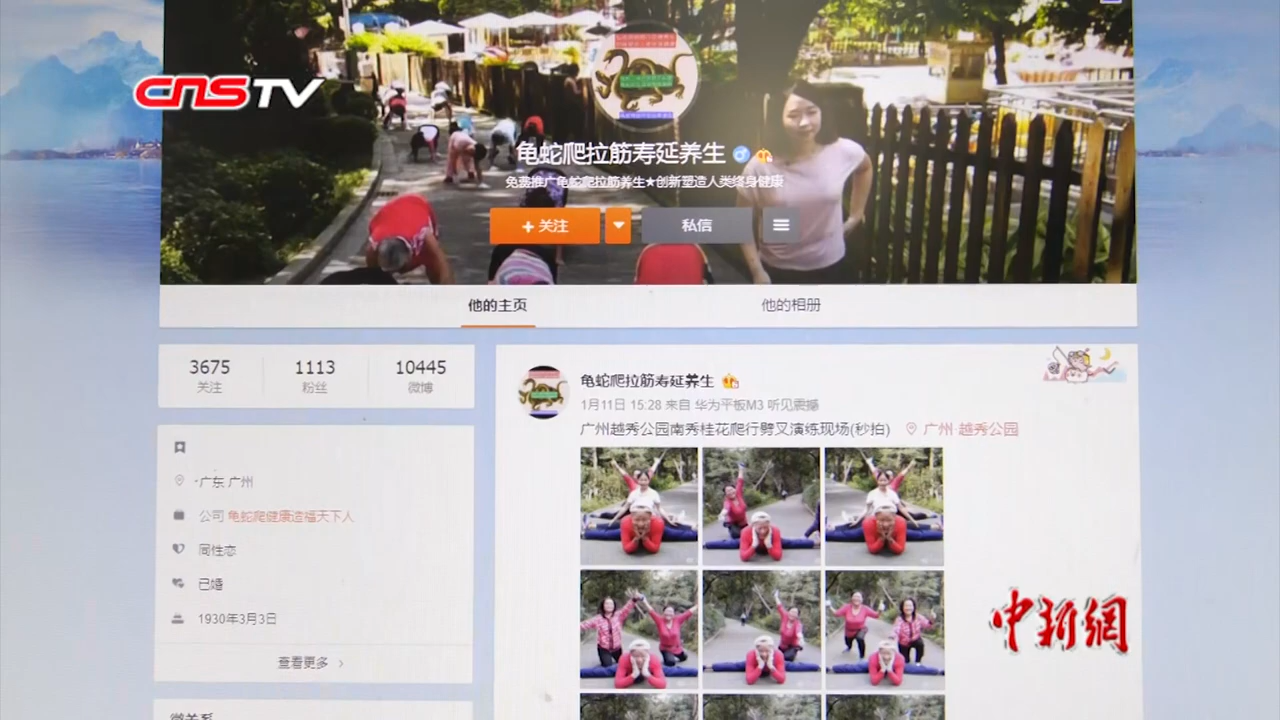 CNSTV
龟蛇爬拉筋寿延养生
免费推广龟蛇爬拉筋养生★创新塑造人类终身健康
+关注
私信
他的主页
他的相册
3675
1113
10445
关注
粉丝
微博
龟蛇爬拉筋寿延养生
1月11日 15:28 来自 华为平板M3 听见震撼
广州越秀公园南秀桂花爬行劈叉演练现场(秒拍) 广州·越秀公园
广东 广州
公司 龟蛇爬健康造福天下人
同性恋
已婚
1930年3月3日
查看更多 >
微关系
中新網